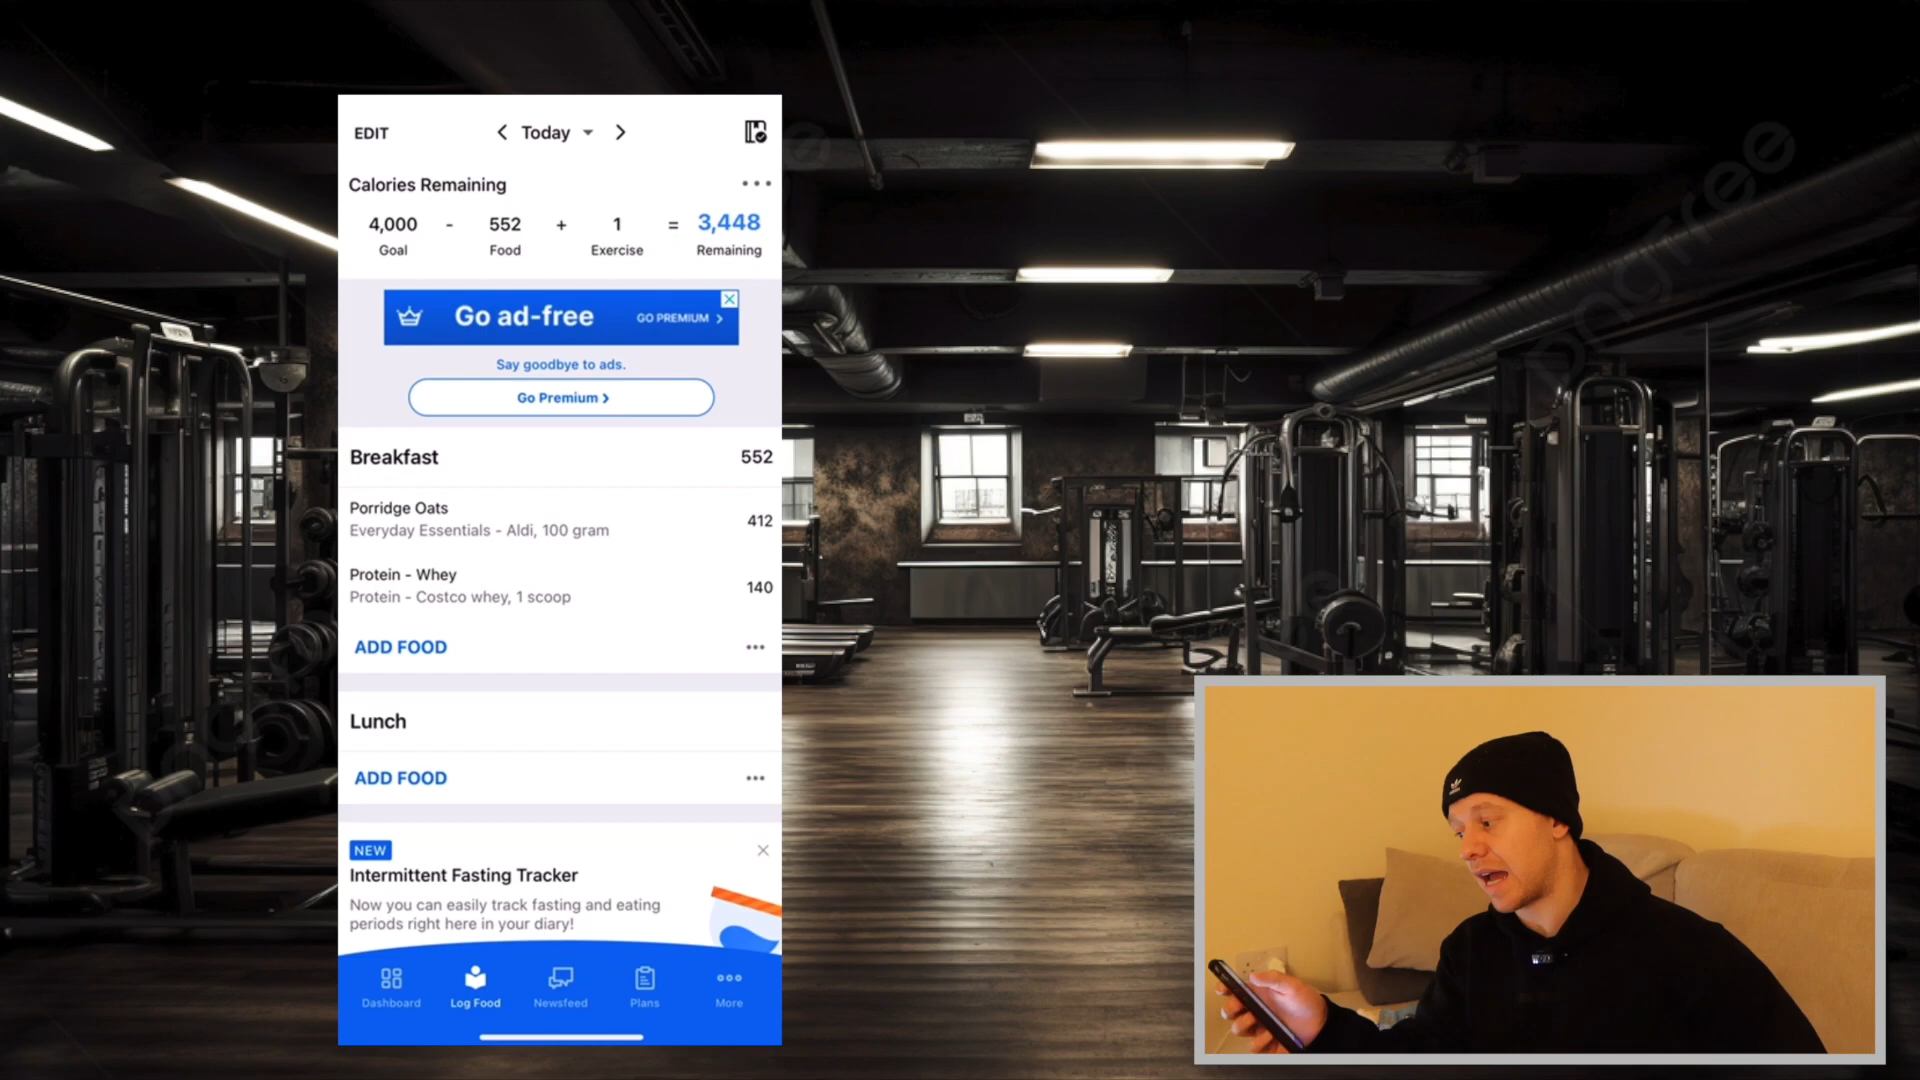 EDIT
Today
Calories Remaining
4,000 - 552 + 1 = 3,448
Goal Food Exercise Remaining
Go ad-free GO PREMIUM
Say goodbye to ads.
Go Premium
Breakfast 552
Porridge Oats
Everyday Essentials - Aldi, 100 gram
412
Protein - Whey
Protein - Costco whey, 1 scoop
140
ADD FOOD
Lunch
ADD FOOD
NEW
Intermittent Fasting Tracker
Now you can easily track fasting and eating
periods right here in your diary!
Dashboard Log Food Newsfeed Plans More
pngtree